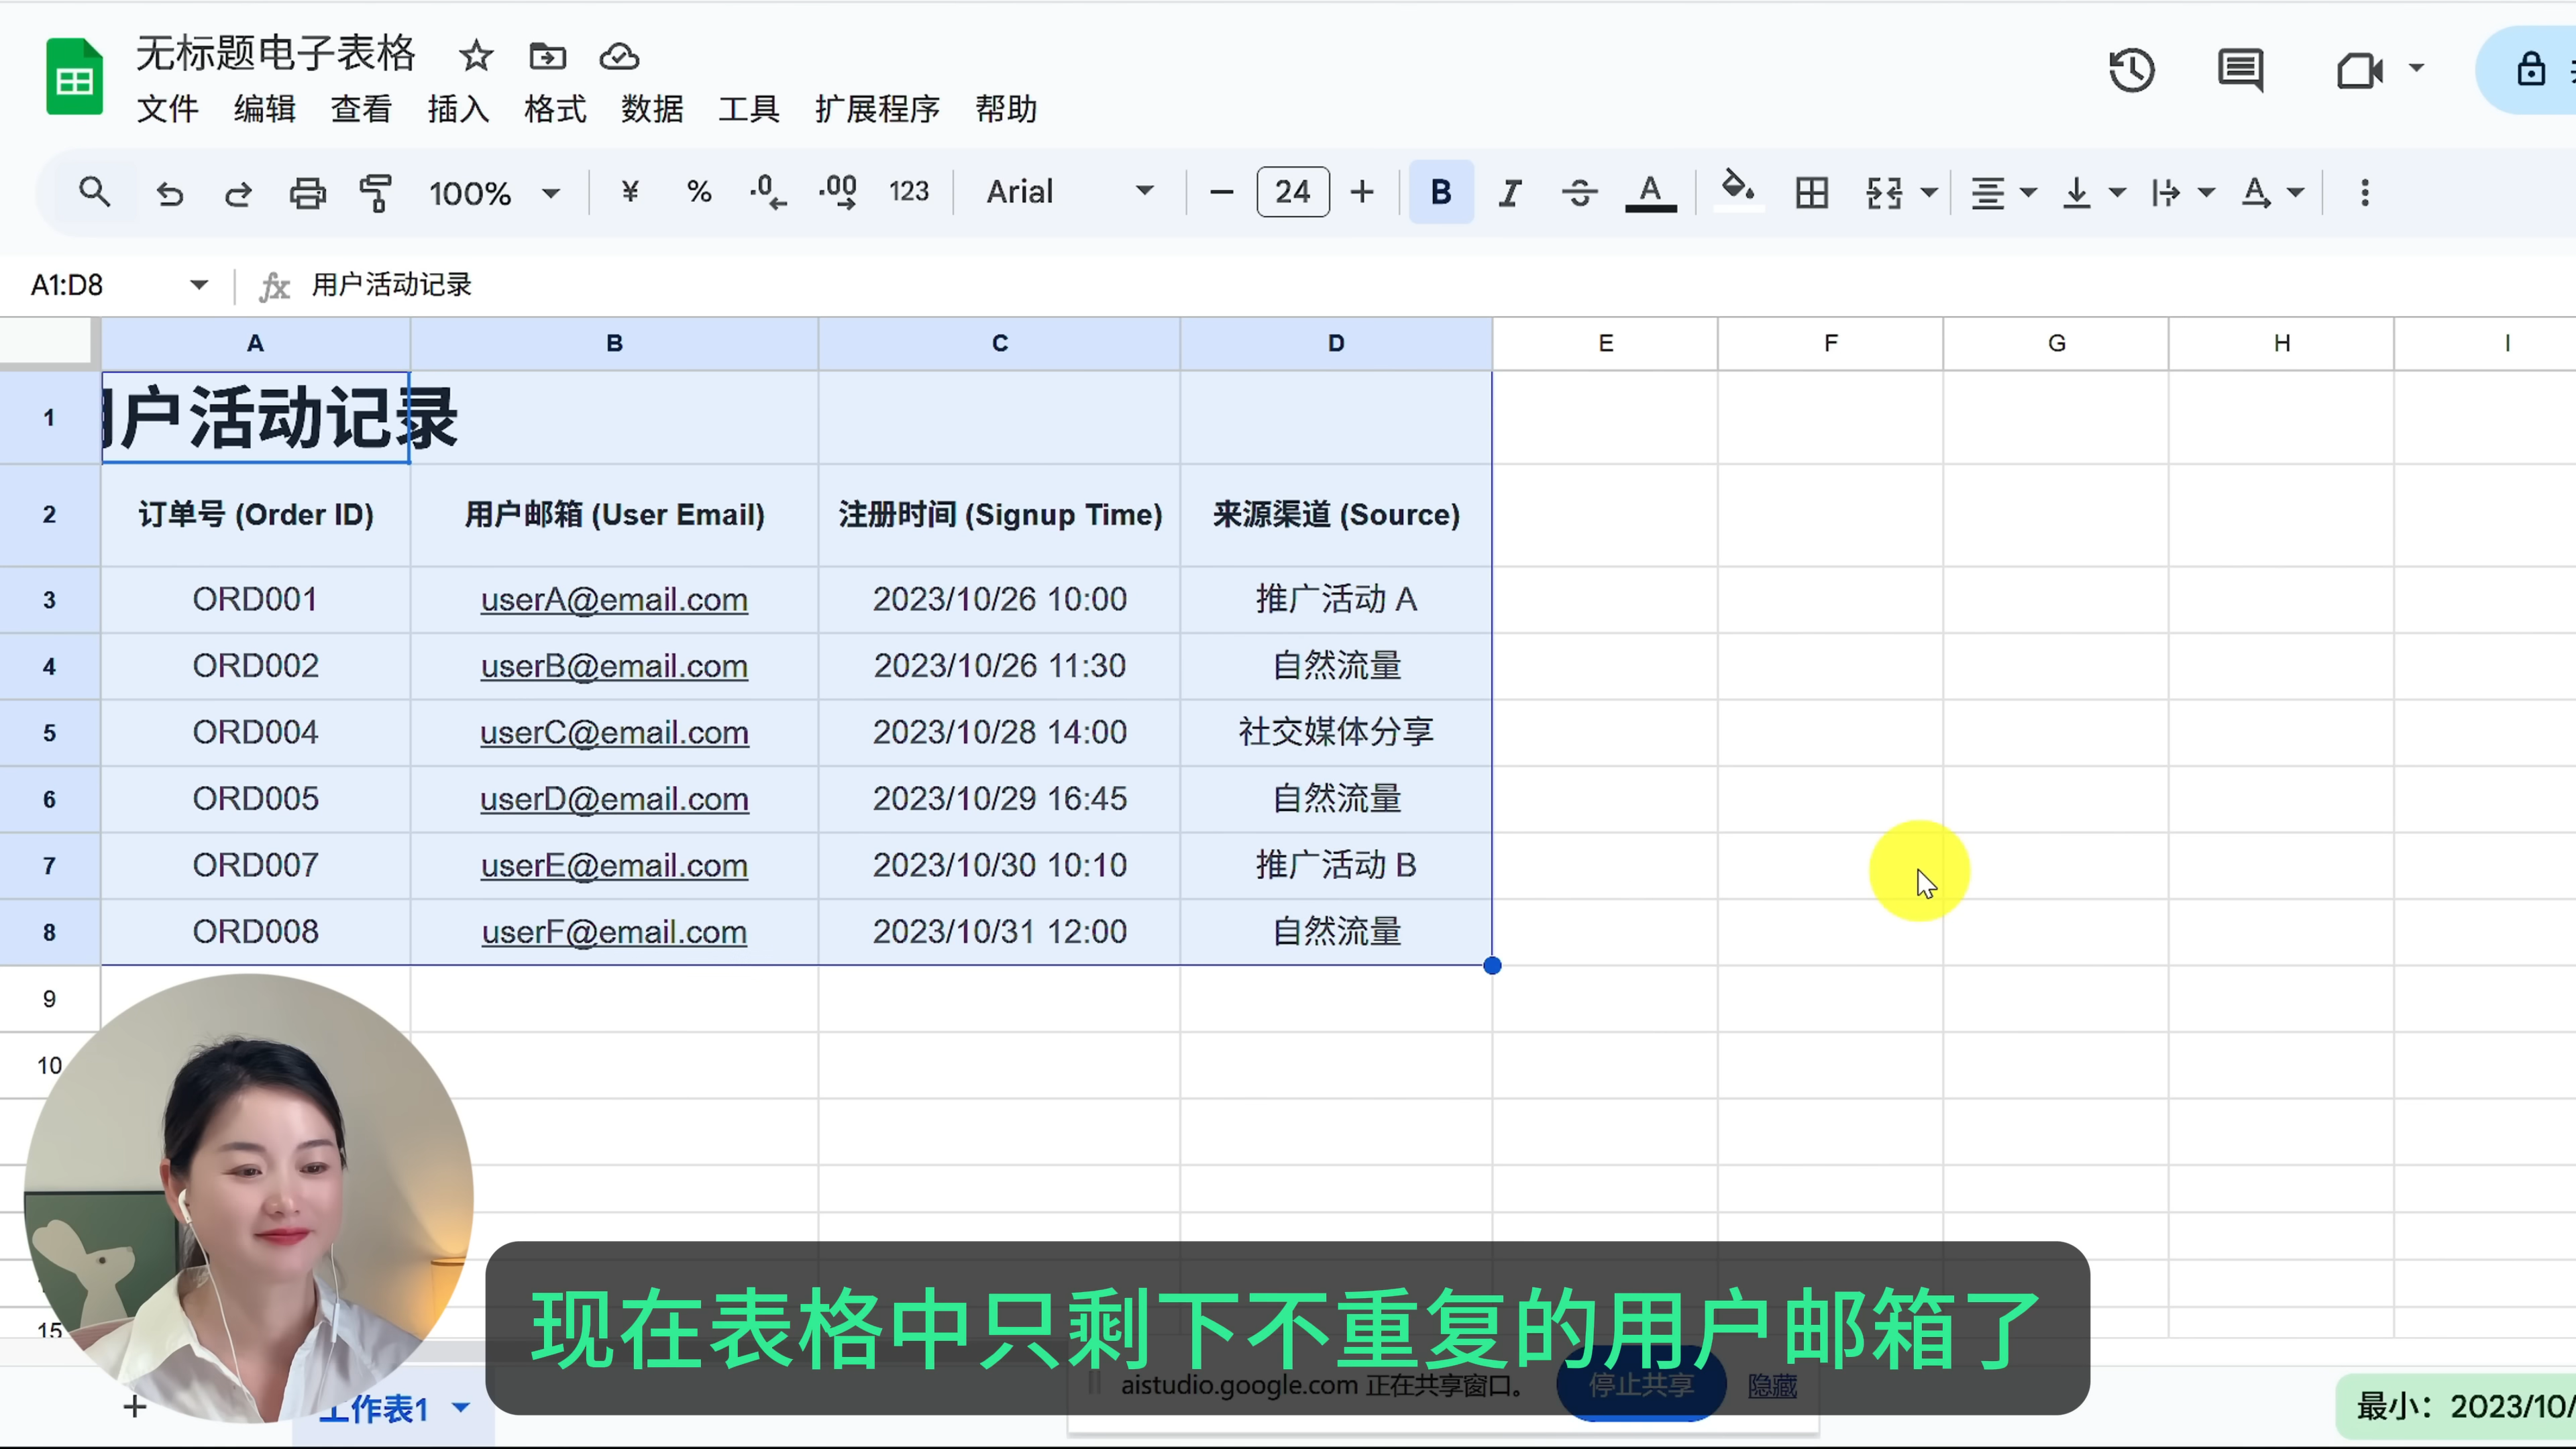 无标题电子表格
文件 编辑 查看 插入 格式 数据 工具 扩展程序 帮助
100% ¥ % .0 .00 123 Arial 24 B I A A
A1:D8 fx 用户活动记录
A B C D E F G H I
1 户活动记录
2 订单号 (Order ID) 用户邮箱 (User Email) 注册时间 (Signup Time) 来源渠道 (Source)
3 ORD001 userA@email.com 2023/10/26 10:00 推广活动 A
4 ORD002 userB@email.com 2023/10/26 11:30 自然流量
5 ORD004 userC@email.com 2023/10/28 14:00 社交媒体分享
6 ORD005 userD@email.com 2023/10/29 16:45 自然流量
7 ORD007 userE@email.com 2023/10/30 10:10 推广活动 B
8 ORD008 userF@email.com 2023/10/31 12:00 自然流量
9
10
15
现在表格中只剩下不重复的用户邮箱了
aistudio.google.com 正在共享窗口。 停止共享 隐藏
工作表1
最小：2023/10/